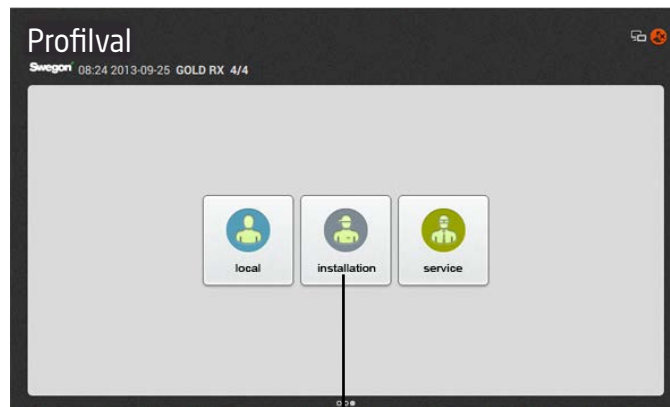 Profilval
Swegon 08:24 2013-09-25 GOLD RX 4/4
local installation service